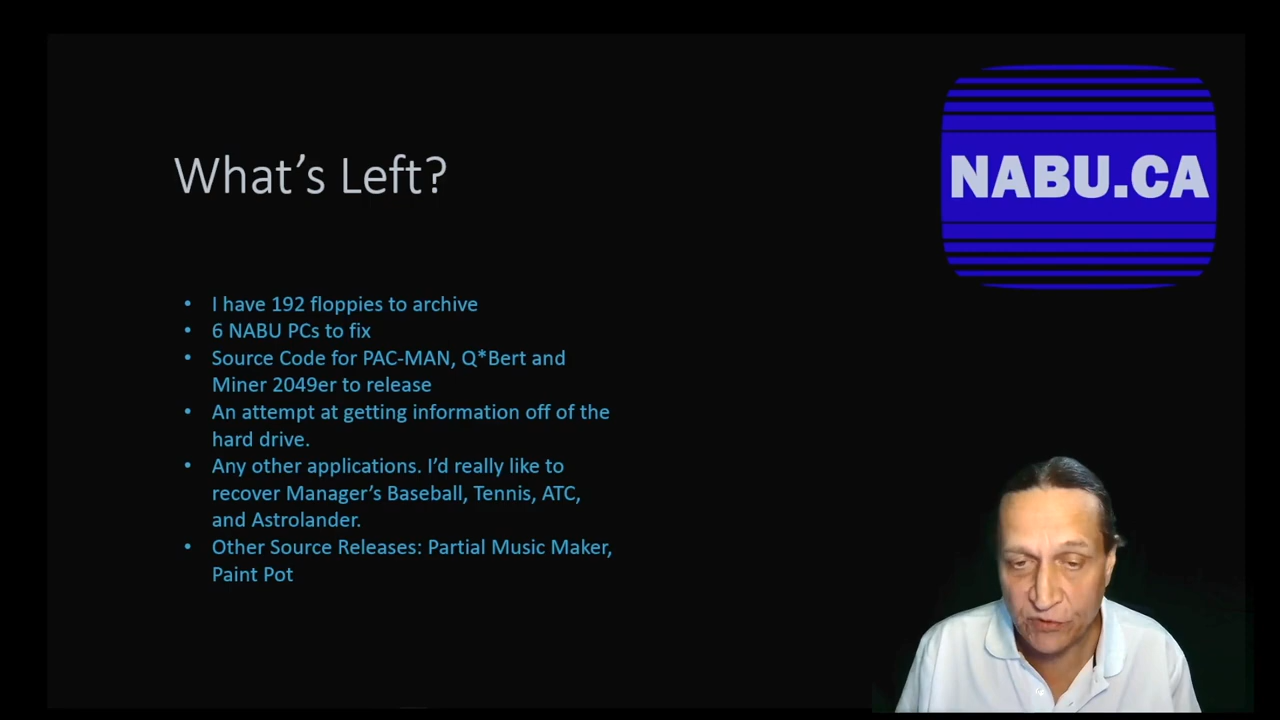 NABU.CA
What's Left?
• I have 192 floppies to archive
• 6 NABU PCs to fix
• Source Code for PAC-MAN, Q*Bert and
Miner 2049er to release
• An attempt at getting information off of the
hard drive.
• Any other applications. I'd really like to
recover Manager's Baseball, Tennis, ATC,
and Astrolander.
• Other Source Releases: Partial Music Maker,
Paint Pot